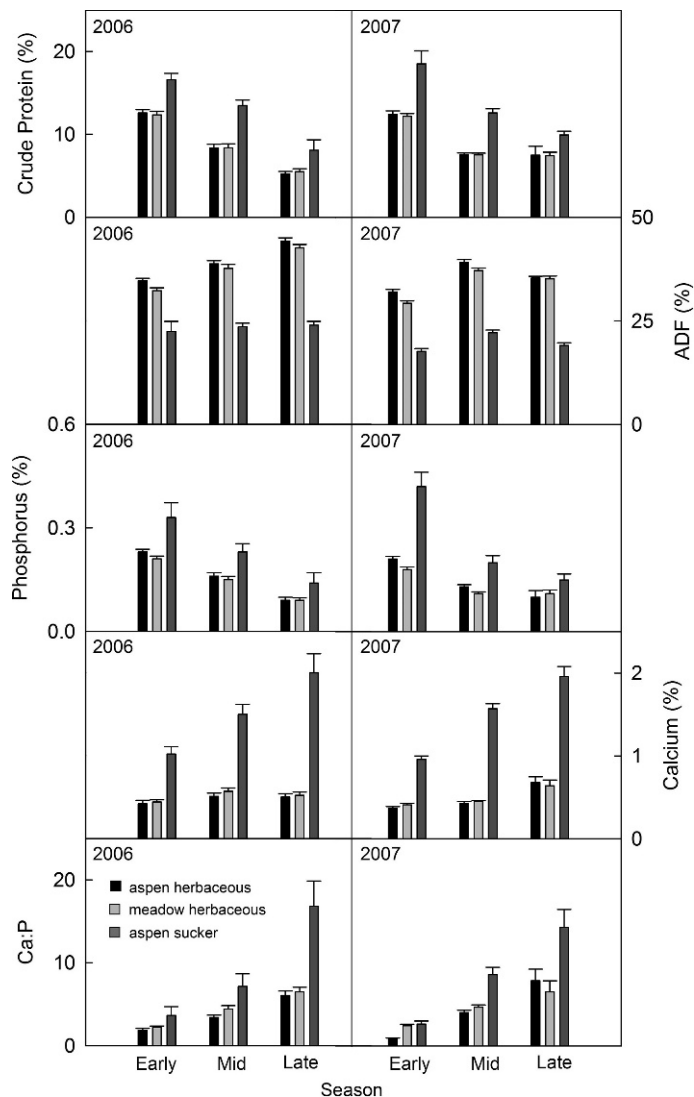 2006
2007
20
10
0
Crude Protein (%)
2006
2007
50
25
0
ADF (%)
2006
2007
0.6
0.3
0.0
Phosphorus (%)
2006
2007
2
1
0
Calcium (%)
2006
2007
20
10
0
Ca:P
aspen herbaceous
meadow herbaceous
aspen sucker
Early Mid Late Early Mid Late
Season